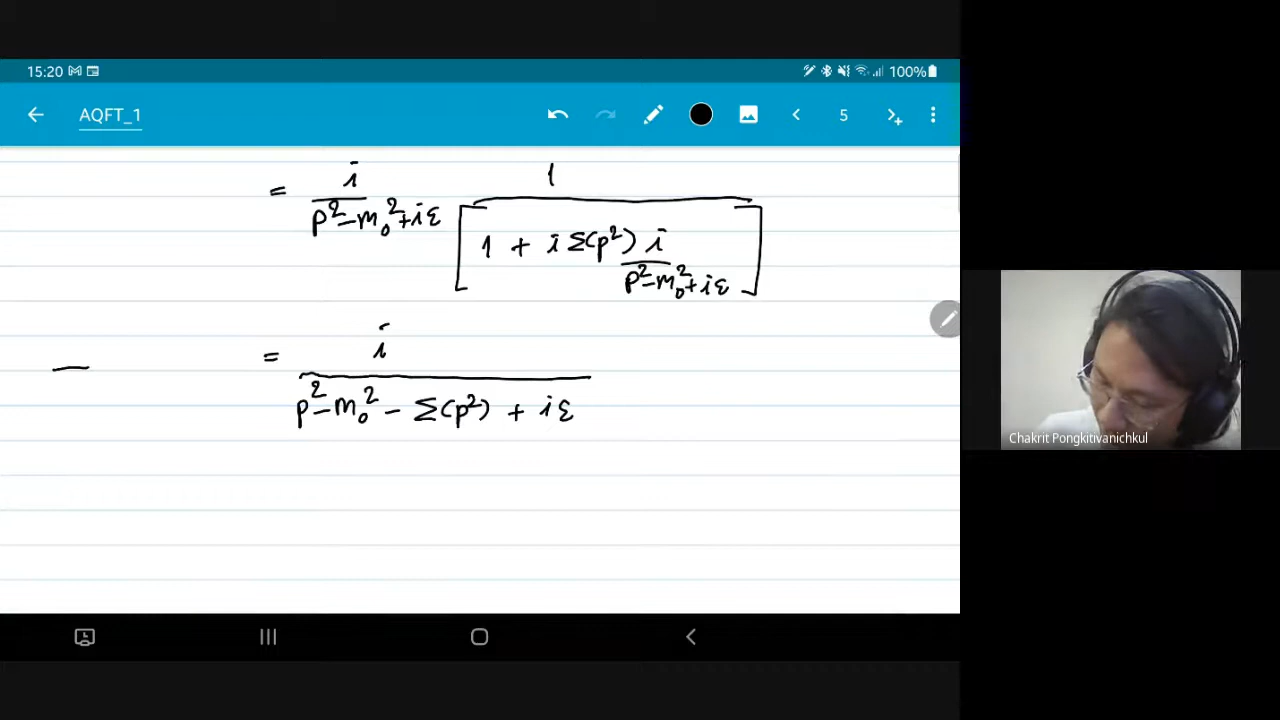 15:20 100%
AQFT_1 5
= i / (p² - m₀² + iε) 1 / [1 + i Σ(p²) i / (p² - m₀² + iε)]
— = i / (p² - m₀² - Σ(p²) + iε)
Chakrit Pongkitivanichkul